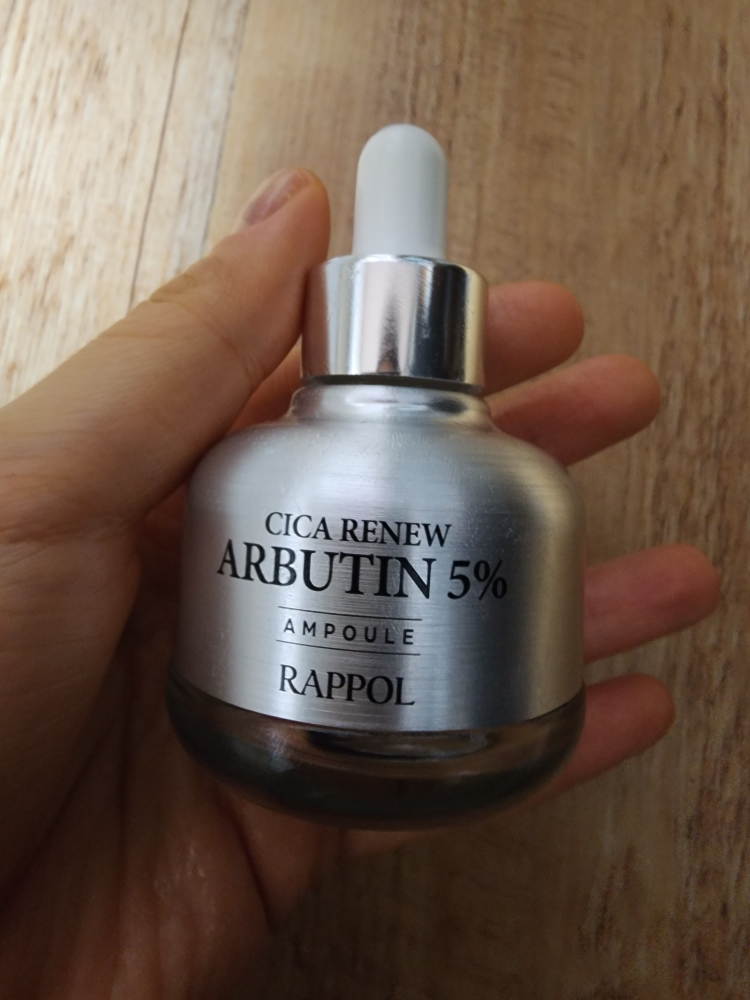 CICA RENEW
ARBUTIN 5%
AMPOULE
RAPPOL